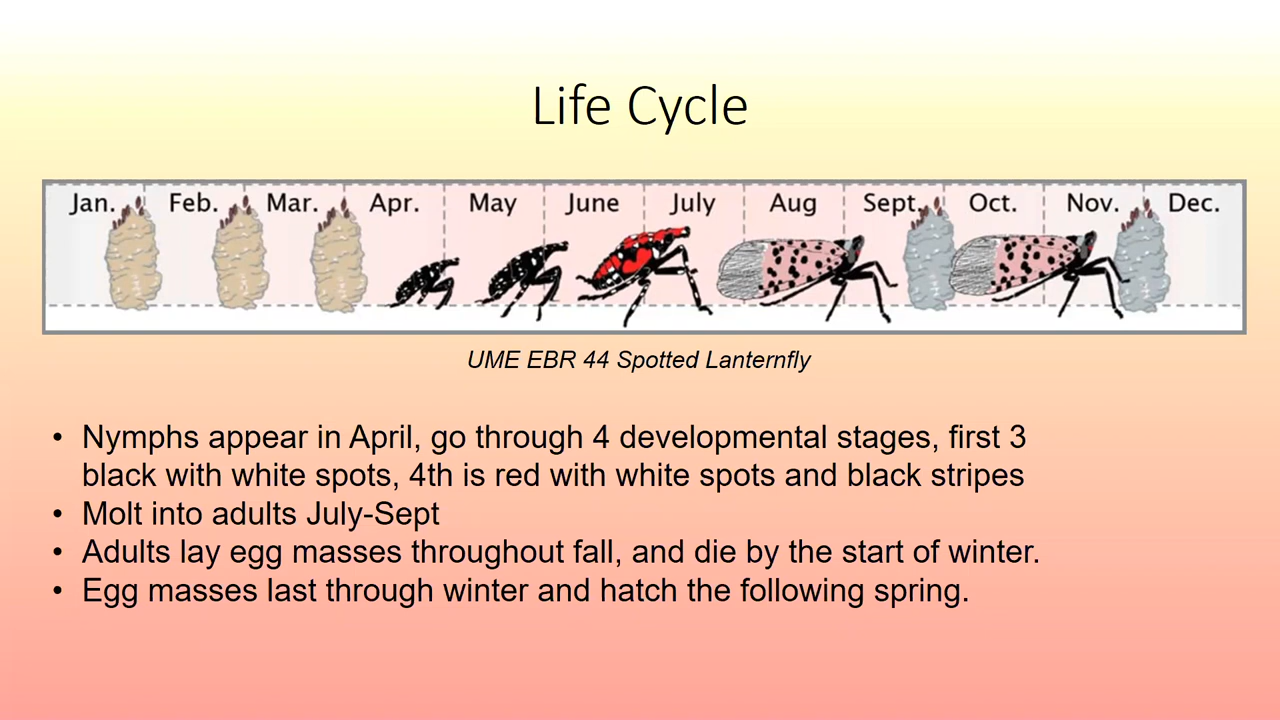 Life Cycle
Jan. Feb. Mar. Apr. May June July Aug Sept. Oct. Nov. Dec.
UME EBR 44 Spotted Lanternfly
• Nymphs appear in April, go through 4 developmental stages, first 3
black with white spots, 4th is red with white spots and black stripes
• Molt into adults July-Sept
• Adults lay egg masses throughout fall, and die by the start of winter.
• Egg masses last through winter and hatch the following spring.